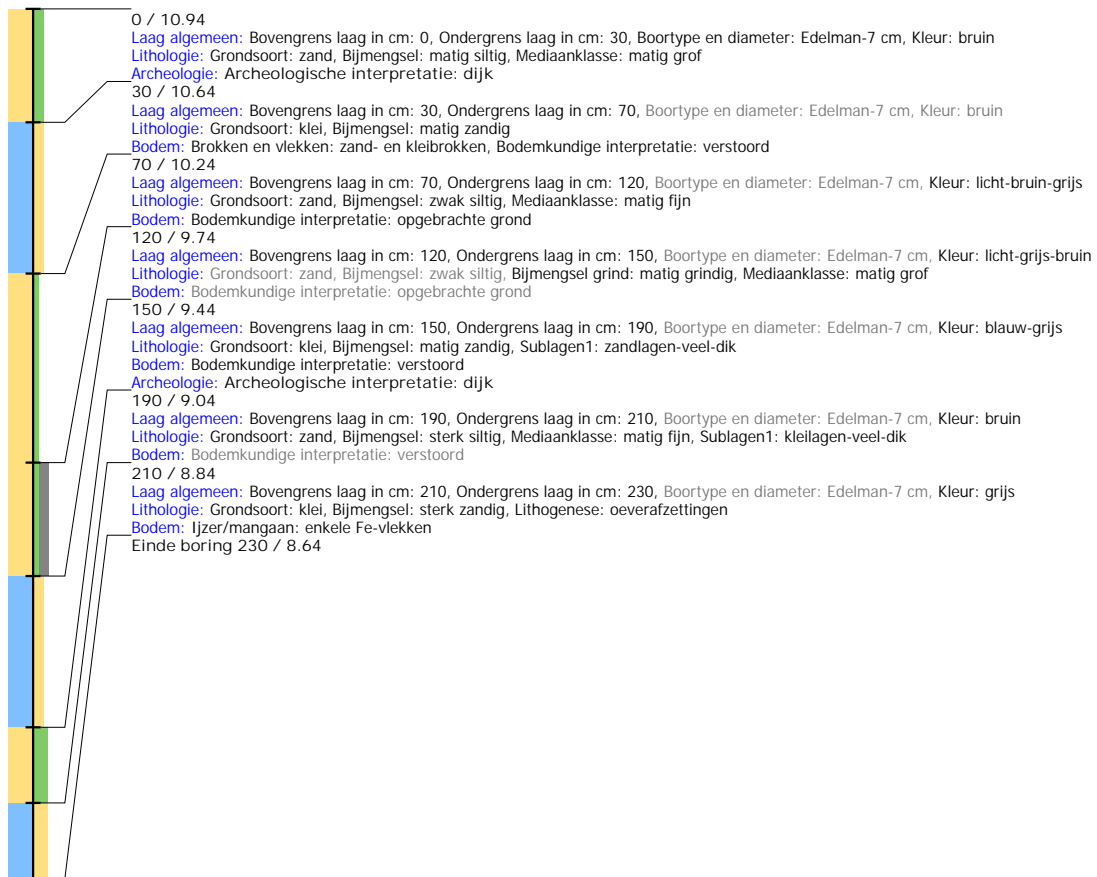 0 / 10.94
Laag algemeen: Bovengrens laag in cm: 0, Ondergrens laag in cm: 30, Boortype en diameter: Edelman-7 cm, Kleur: bruin
Lithologie: Grondsoort: zand, Bijmengsel: matig siltig, Mediaanklasse: matig grof
Archeologie: Archeologische interpretatie: dijk
30 / 10.64
Laag algemeen: Bovengrens laag in cm: 30, Ondergrens laag in cm: 70, Boortype en diameter: Edelman-7 cm, Kleur: bruin
Lithologie: Grondsoort: klei, Bijmengsel: matig zandig
Bodem: Brokken en vlekken: zand- en kleibrokken, Bodemkundige interpretatie: verstoord
70 / 10.24
Laag algemeen: Bovengrens laag in cm: 70, Ondergrens laag in cm: 120, Boortype en diameter: Edelman-7 cm, Kleur: licht-bruin-grijs
Lithologie: Grondsoort: zand, Bijmengsel: zwak siltig, Mediaanklasse: matig fijn
Bodem: Bodemkundige interpretatie: opgebrachte grond
120 / 9.74
Laag algemeen: Bovengrens laag in cm: 120, Ondergrens laag in cm: 150, Boortype en diameter: Edelman-7 cm, Kleur: licht-grijs-bruin
Lithologie: Grondsoort: zand, Bijmengsel: zwak siltig, Bijmengsel grind: matig grindig, Mediaanklasse: matig grof
Bodem: Bodemkundige interpretatie: opgebrachte grond
150 / 9.44
Laag algemeen: Bovengrens laag in cm: 150, Ondergrens laag in cm: 190, Boortype en diameter: Edelman-7 cm, Kleur: blauw-grijs
Lithologie: Grondsoort: klei, Bijmengsel: matig zandig, Sublagen1: zandlagen-veel-dik
Bodem: Bodemkundige interpretatie: verstoord
Archeologie: Archeologische interpretatie: dijk
190 / 9.04
Laag algemeen: Bovengrens laag in cm: 190, Ondergrens laag in cm: 210, Boortype en diameter: Edelman-7 cm, Kleur: bruin
Lithologie: Grondsoort: zand, Bijmengsel: sterk siltig, Mediaanklasse: matig fijn, Sublagen1: kleilagen-veel-dik
Bodem: Bodemkundige interpretatie: verstoord
210 / 8.84
Laag algemeen: Bovengrens laag in cm: 210, Ondergrens laag in cm: 230, Boortype en diameter: Edelman-7 cm, Kleur: grijs
Lithologie: Grondsoort: klei, Bijmengsel: sterk zandig, Lithogenese: oeverafzettingen
Bodem: Ijzer/mangaan: enkele Fe-vlekken
Einde boring 230 / 8.64